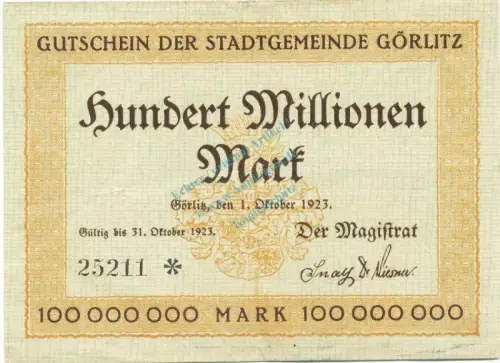 GUTSCHEIN DER STADTGEMEINDE GÖRLITZ
Hundert Millionen
Mark
Görlitz, den 1. Oktober 1923.
Gültig bis 31. Oktober 1923.
Der Magistrat
25211 *
100 000 000 MARK 100 000 000